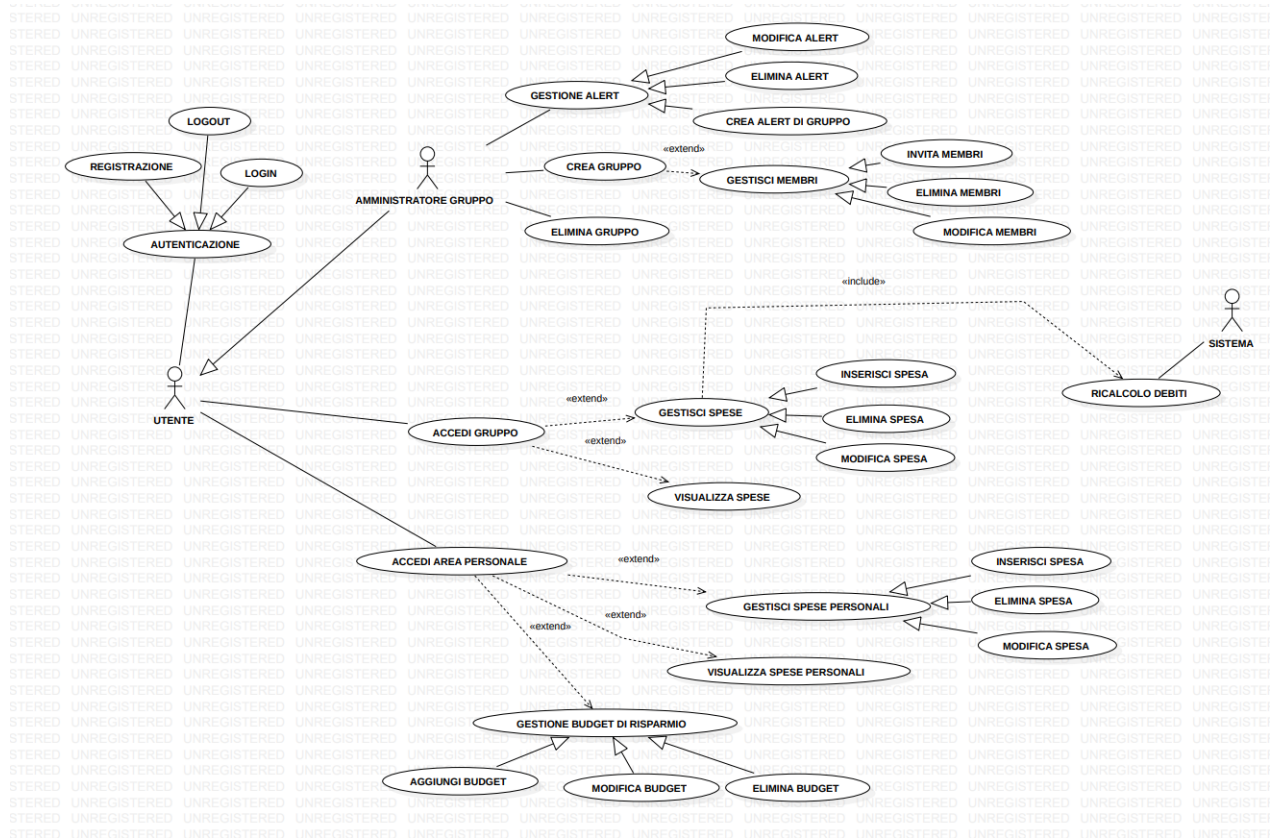 MODIFICA ALERT
ELIMINA ALERT
GESTIONE ALERT
LOGOUT
CREA ALERT DI GRUPPO
«extend»
INVITA MEMBRI
REGISTRAZIONE
CREA GRUPPO
LOGIN
GESTISCI MEMBRI
ELIMINA MEMBRI
AMMINISTRATORE GRUPPO
ELIMINA GRUPPO
MODIFICA MEMBRI
AUTENTICAZIONE
«include»
SISTEMA
INSERISCI SPESA
RICALCOLO DEBITI
«extend»
GESTISCI SPESE
ELIMINA SPESA
UTENTE
ACCEDI GRUPPO
«extend»
MODIFICA SPESA
VISUALIZZA SPESE
ACCEDI AREA PERSONALE
«extend»
INSERISCI SPESA
GESTISCI SPESE PERSONALI
ELIMINA SPESA
«extend»
«extend»
MODIFICA SPESA
VISUALIZZA SPESE PERSONALI
GESTIONE BUDGET DI RISPARMIO
AGGIUNGI BUDGET
MODIFICA BUDGET
ELIMINA BUDGET
UNREGISTERED